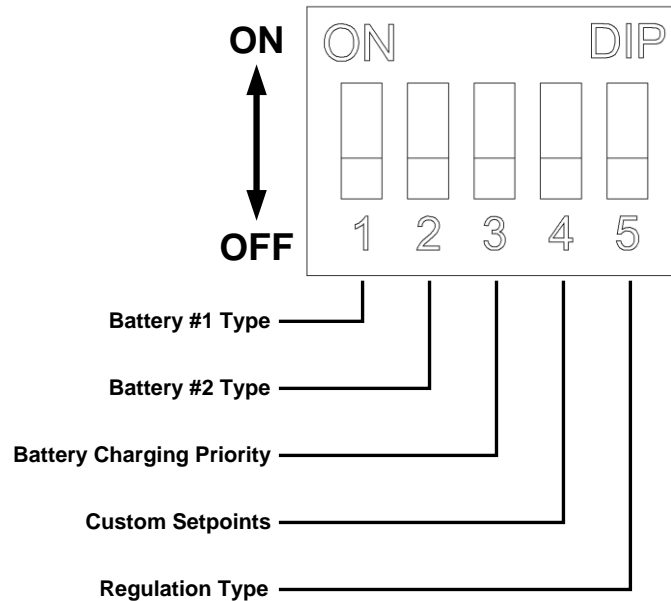 ON
ON DIP
OFF
1 2 3 4 5
Battery #1 Type
Battery #2 Type
Battery Charging Priority
Custom Setpoints
Regulation Type